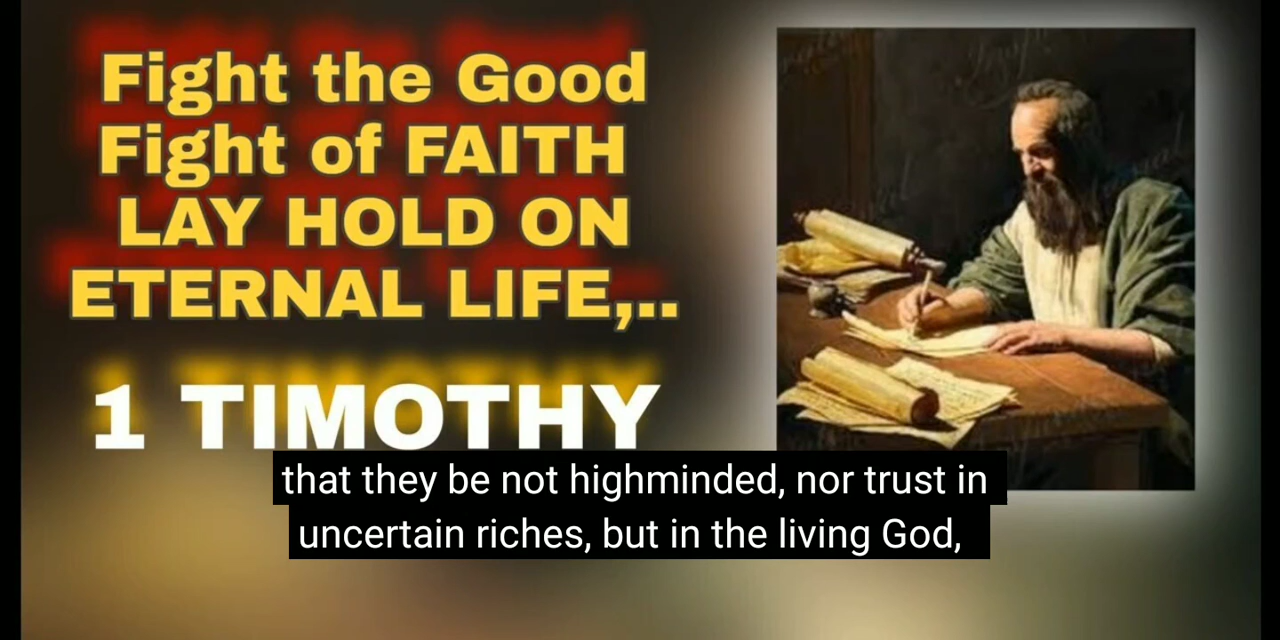 Fight the Good
Fight of FAITH
LAY HOLD ON
ETERNAL LIFE,..
1 TIMOTHY
that they be not highminded, nor trust in
uncertain riches, but in the living God,